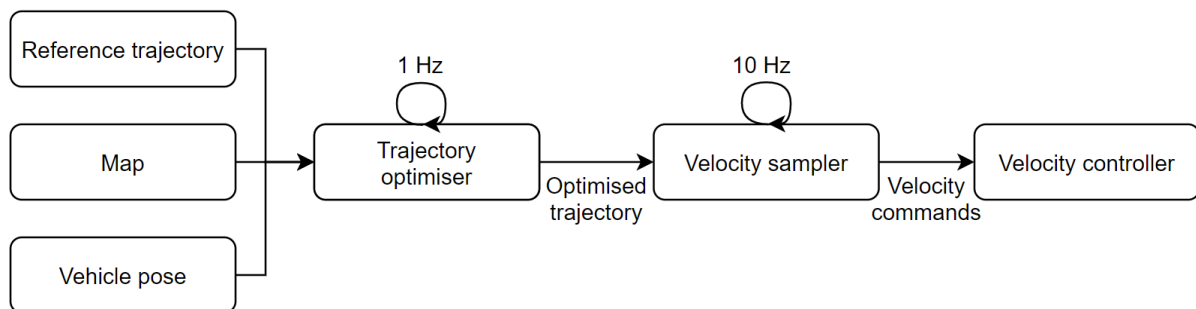 Reference trajectory
Map
Vehicle pose
1 Hz
Trajectory
optimiser
Optimised
trajectory
10 Hz
Velocity sampler
Velocity
commands
Velocity controller